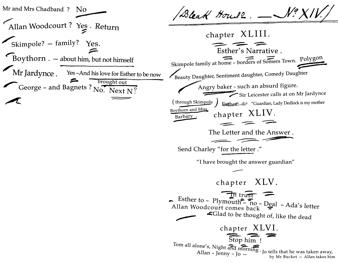 Mr and Mrs Chadband ? No
Allan Woodcourt ? Yes. Return
Skimpole? – family? Yes.
Boythorn. – about him, but not himself
Mr Jarndyce. Yes –And his love for Esther to be now brought out
George – and Bagnets ? No. Next No?
/Bleak House. — No XIV/
chapter XLIII.
Esther's Narrative.
Skimpole family at home – borders of Somers Town. Polygon
Beauty Daughter, Sentiment daughter, Comedy Daughter
Angry baker – such an absurd figure.
Sir Leicester calls at on Mr Jarndyce
(through Skimpole)
Boythorn and Miss Barbary
"Guardian, Lady Dedlock is my mother
chapter XLIV.
The Letter and the Answer.
Send Charley "for the letter."
"I have brought the answer guardian"
chapter XLV.
In trust
Esther to – Plymouth – no – Deal – Ada's letter
Allan Woodcourt comes back
Glad to be thought of, like the dead
chapter XLVI.
Stop him !
Tom all alone's, Night and morning. Jo tells that he was taken away,
by Mr Bucket — Allan takes him
Allan - Jenny - Jo —